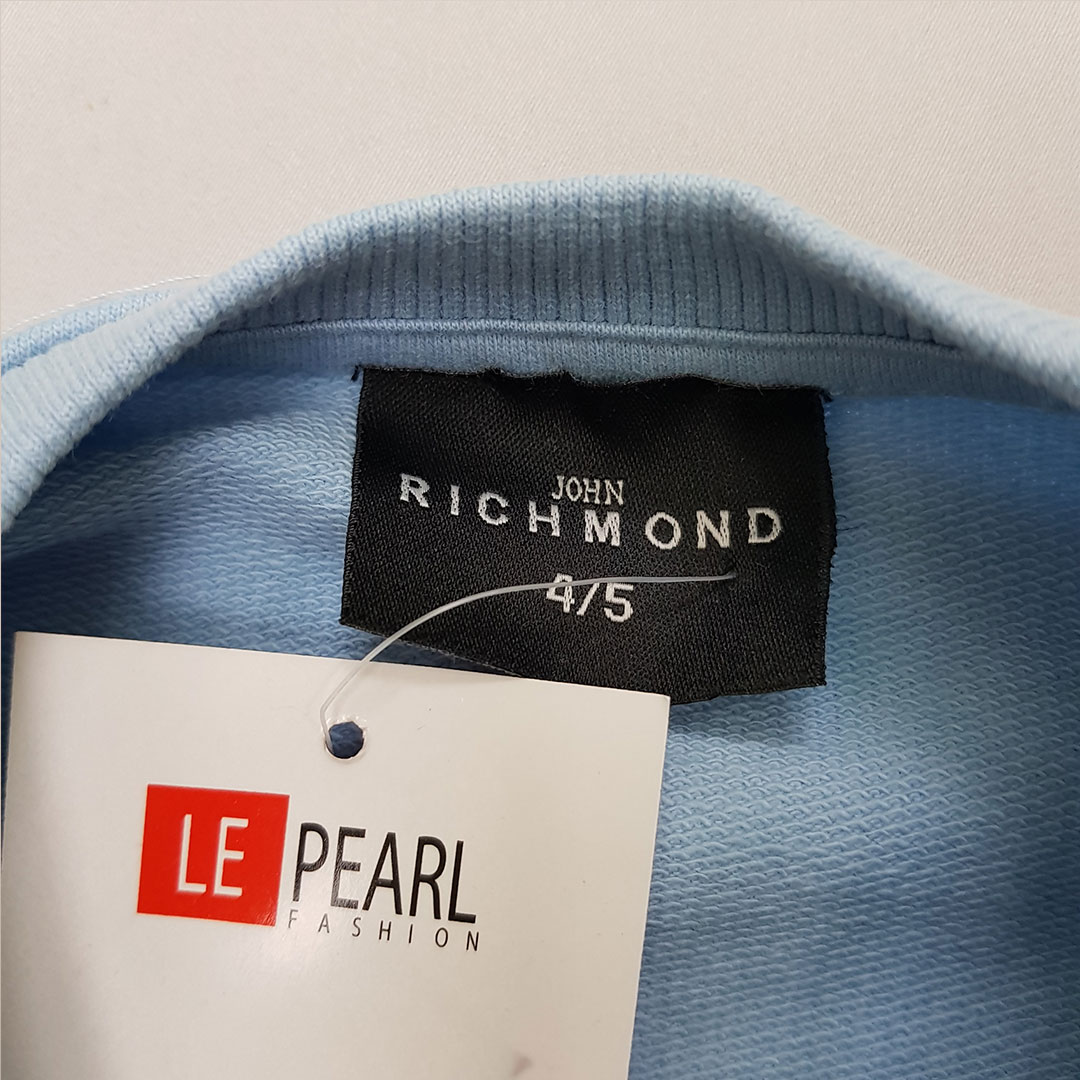 JOHN
RICHMOND
4/5
LE PEARL
FASHION